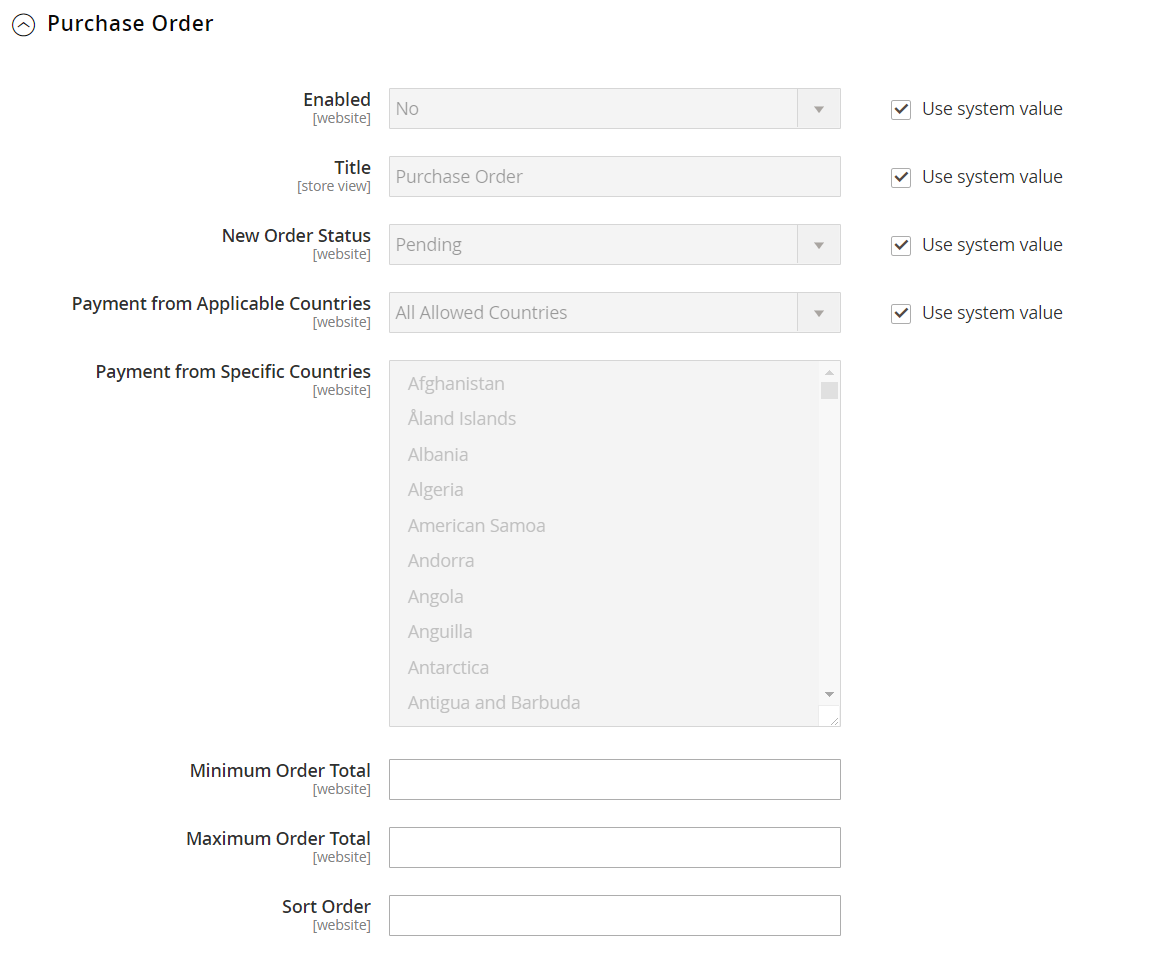 Purchase Order
Enabled
[website]
No
Use system value
Title
[store view]
Purchase Order
Use system value
New Order Status
[website]
Pending
Use system value
Payment from Applicable Countries
[website]
All Allowed Countries
Use system value
Payment from Specific Countries
[website]
Afghanistan
Åland Islands
Albania
Algeria
American Samoa
Andorra
Angola
Anguilla
Antarctica
Antigua and Barbuda
Minimum Order Total
[website]
Maximum Order Total
[website]
Sort Order
[website]